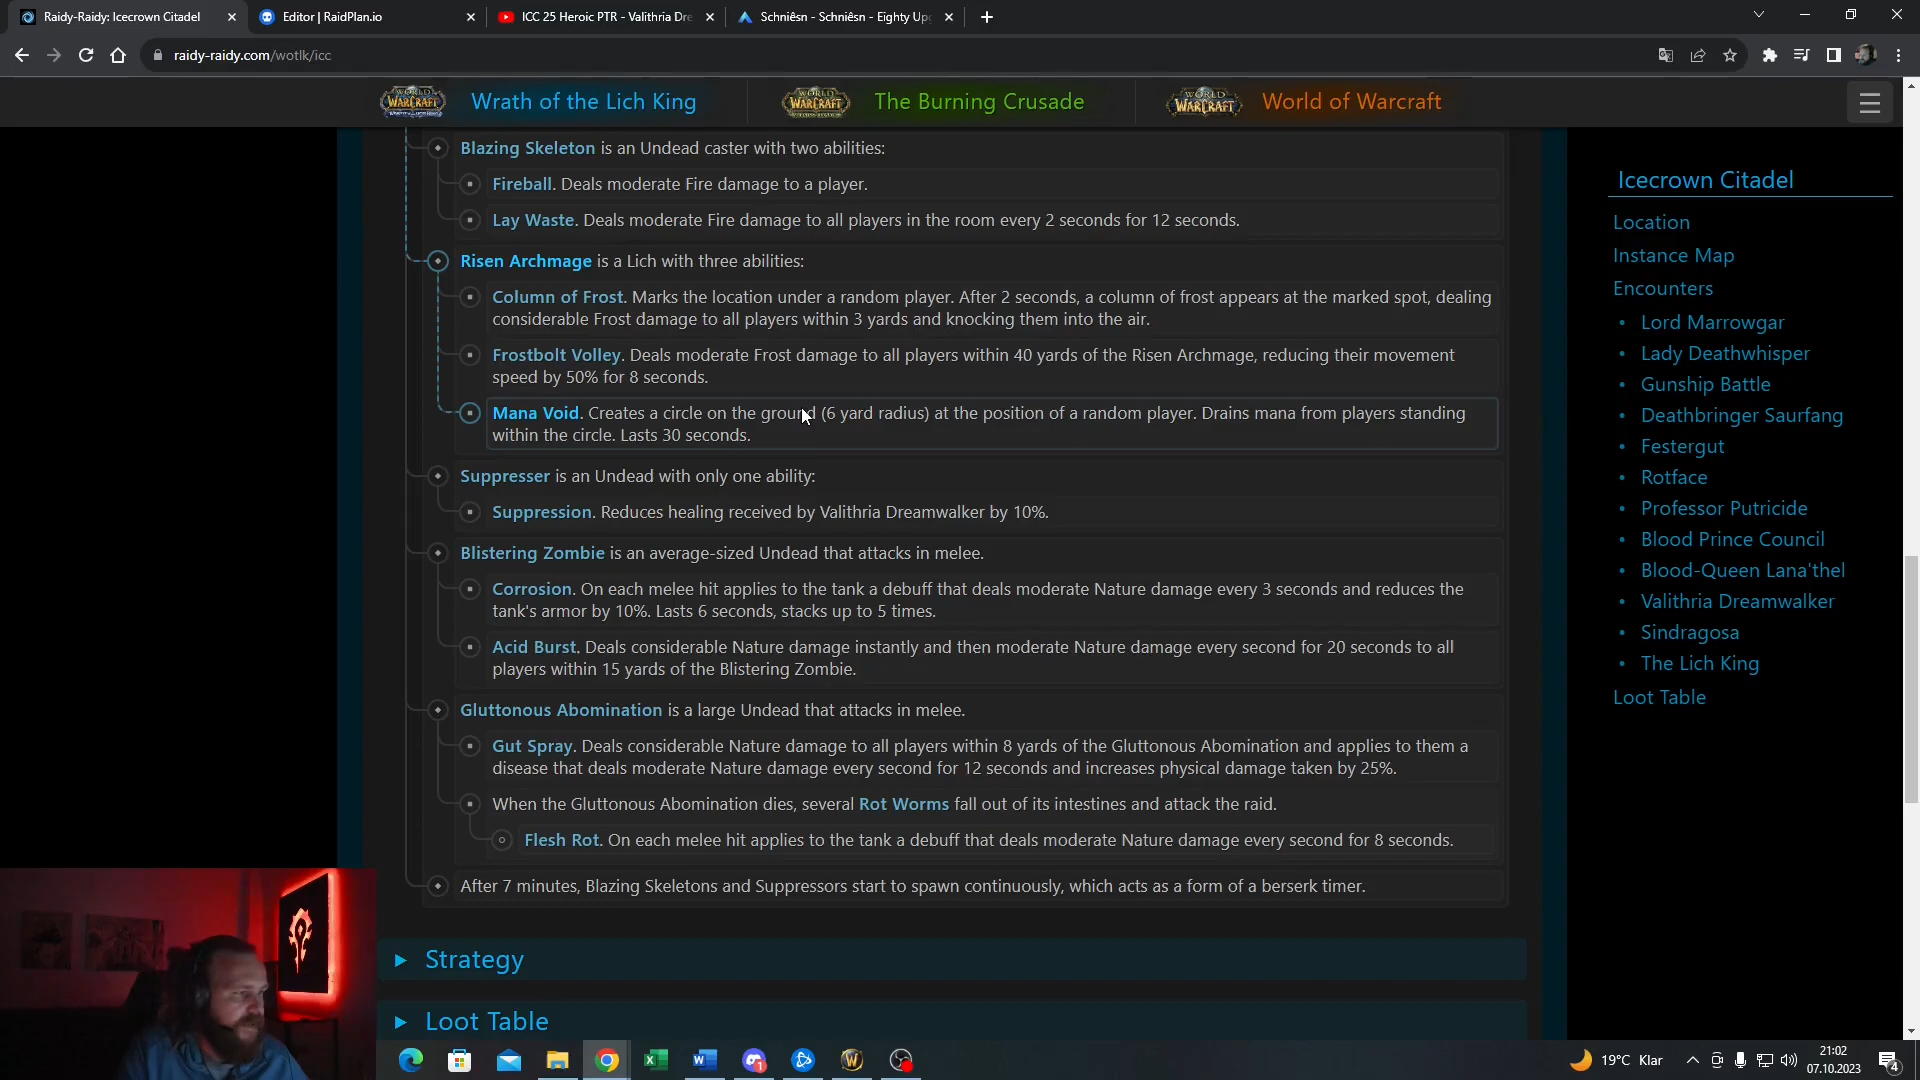 Raidy-Raidy: Icecrown Citadel
Editor | RaidPlan.io
ICC 25 Heroic PTR - Valithria Dre
Schniêsn - Schniêsn - Eighty Upg
raidy-raidy.com/wotlk/icc
Wrath of the Lich King
The Burning Crusade
World of Warcraft
Blazing Skeleton is an Undead caster with two abilities:
Fireball. Deals moderate Fire damage to a player.
Lay Waste. Deals moderate Fire damage to all players in the room every 2 seconds for 12 seconds.
Risen Archmage is a Lich with three abilities:
Column of Frost. Marks the location under a random player. After 2 seconds, a column of frost appears at the marked spot, dealing
considerable Frost damage to all players within 3 yards and knocking them into the air.
Frostbolt Volley. Deals moderate Frost damage to all players within 40 yards of the Risen Archmage, reducing their movement
speed by 50% for 8 seconds.
Mana Void. Creates a circle on the ground (6 yard radius) at the position of a random player. Drains mana from players standing
within the circle. Lasts 30 seconds.
Suppresser is an Undead with only one ability:
Suppression. Reduces healing received by Valithria Dreamwalker by 10%.
Blistering Zombie is an average-sized Undead that attacks in melee.
Corrosion. On each melee hit applies to the tank a debuff that deals moderate Nature damage every 3 seconds and reduces the
tank's armor by 10%. Lasts 6 seconds, stacks up to 5 times.
Acid Burst. Deals considerable Nature damage instantly and then moderate Nature damage every second for 20 seconds to all
players within 15 yards of the Blistering Zombie.
Gluttonous Abomination is a large Undead that attacks in melee.
Gut Spray. Deals considerable Nature damage to all players within 8 yards of the Gluttonous Abomination and applies to them a
disease that deals moderate Nature damage every second for 12 seconds and increases physical damage taken by 25%.
When the Gluttonous Abomination dies, several Rot Worms fall out of its intestines and attack the raid.
Flesh Rot. On each melee hit applies to the tank a debuff that deals moderate Nature damage every second for 8 seconds.
After 7 minutes, Blazing Skeletons and Suppressors start to spawn continuously, which acts as a form of a berserk timer.
Strategy
Loot Table
Icecrown Citadel
Location
Instance Map
Encounters
Lord Marrowgar
Lady Deathwhisper
Gunship Battle
Deathbringer Saurfang
Festergut
Rotface
Professor Putricide
Blood Prince Council
Blood-Queen Lana'thel
Valithria Dreamwalker
Sindragosa
The Lich King
Loot Table
19°C Klar
21:02
07.10.2023
4
1